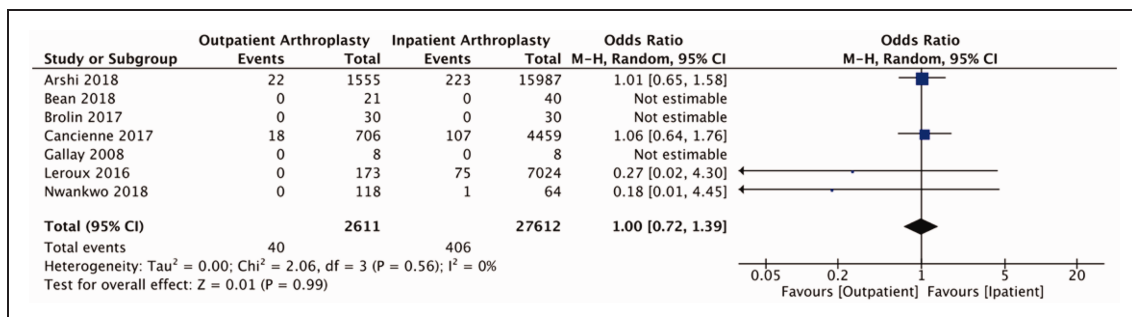 Outpatient Arthroplasty Inpatient Arthroplasty Odds Ratio Odds Ratio
Study or Subgroup Events Total Events Total M-H, Random, 95% CI M-H, Random, 95% CI
Arshi 2018 22 1555 223 15987 1.01 [0.65, 1.58]
Bean 2018 0 21 0 40 Not estimable
Brolin 2017 0 30 0 30 Not estimable
Cancienne 2017 18 706 107 4459 1.06 [0.64, 1.76]
Gallay 2008 0 8 0 8 Not estimable
Leroux 2016 0 173 75 7024 0.27 [0.02, 4.30]
Nwankwo 2018 0 118 1 64 0.18 [0.01, 4.45]
Total (95% CI) 2611 27612 1.00 [0.72, 1.39]
Total events 40 406
Heterogeneity: Tau² = 0.00; Chi² = 2.06, df = 3 (P = 0.56); I² = 0%
Test for overall effect: Z = 0.01 (P = 0.99)
0.05 0.2 1 5 20
Favours [Outpatient] Favours [Ipatient]